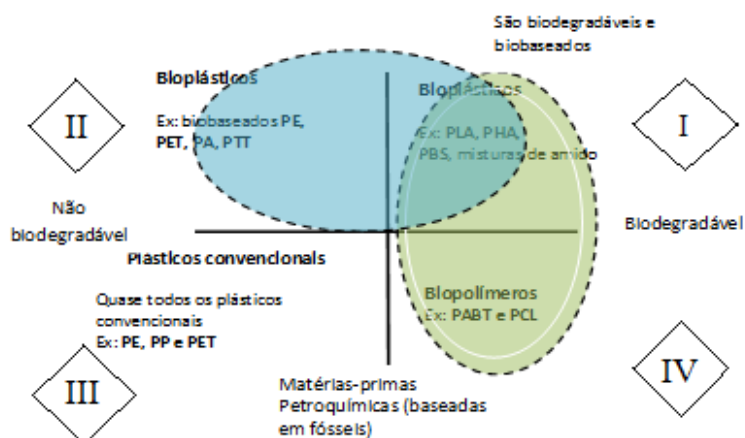 São biodegradáveis e
biobaseados
Bioplásticos
Ex: biobaseados PE,
PET, PA, PTT
Bioplásticos
Ex: PLA, PHA,
PBS, misturas de amido
II
I
Não
biodegradável
Biodegradável
Plásticos convencionais
Quase todos os plásticos
convencionais
Ex: PE, PP e PET
Biopolímeros
Ex: PABT e PCL
III
IV
Matérias-primas
Petroquímicas (baseadas
em fósseis)